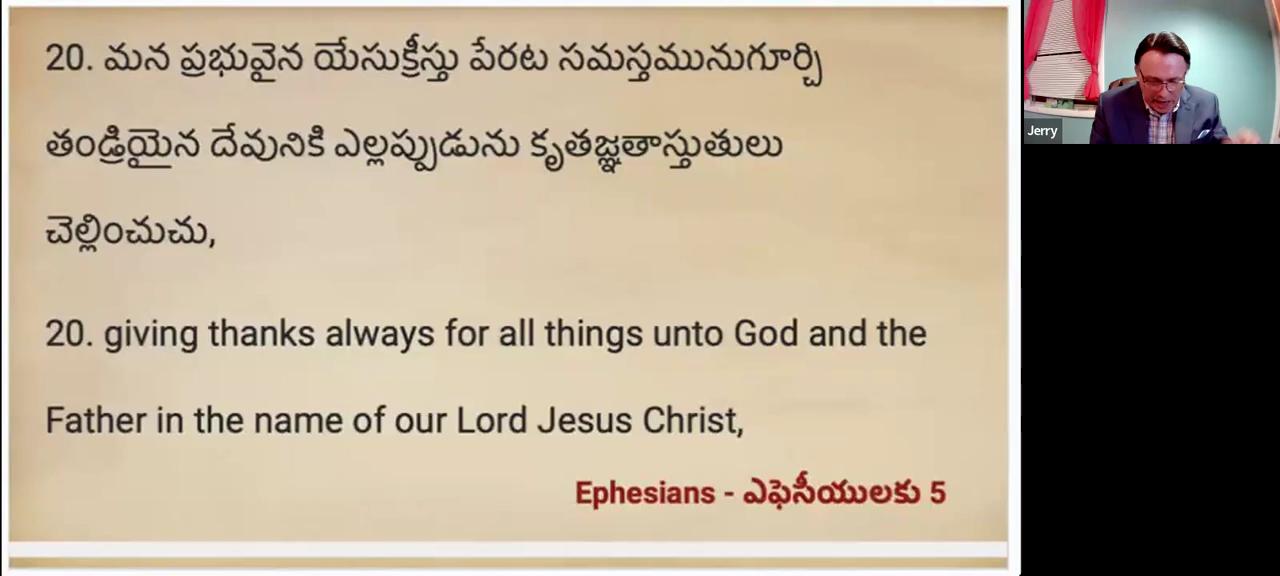 20. మన ప్రభువైన యేసుక్రీస్తు పేరట సమస్తమునుగూర్చి
తండ్రియైన దేవునికి ఎల్లప్పుడును కృతజ్ఞతాస్తుతులు
చెల్లించుచు,
20. giving thanks always for all things unto God and the
Father in the name of our Lord Jesus Christ,
Ephesians - ఎఫెసీయులకు 5
Jerry